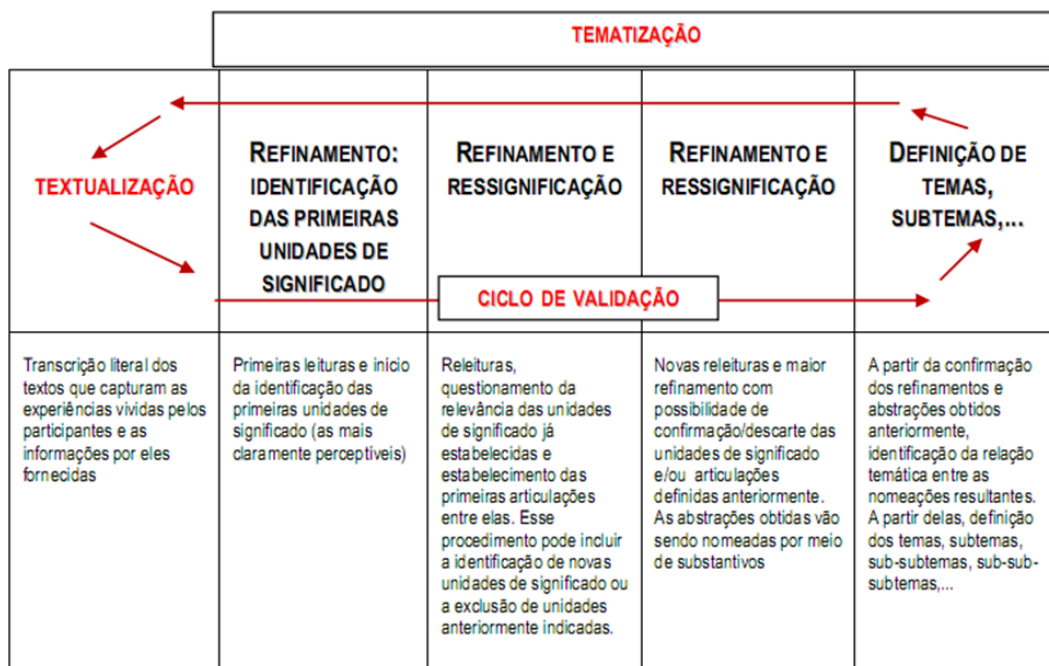 TEMATIZAÇÃO
TEXTUALIZAÇÃO
REFINAMENTO:
IDENTIFICAÇÃO
DAS PRIMEIRAS
UNIDADES DE
SIGNIFICADO
REFINAMENTO E
RESSIGNIFICAÇÃO
REFINAMENTO E
RESSIGNIFICAÇÃO
DEFINIÇÃO DE
TEMAS,
SUBTEMAS,...
CICLO DE VALIDAÇÃO
Transcrição literal dos
textos que capturam as
experiências vividas pelos
participantes e as
informações por eles
fornecidas
Primeiras leituras e início
da identificação das
primeiras unidades de
significado (as mais
claramente perceptíveis)
Releituras,
questionamento da
relevância das unidades
de significado já
estabelecidas e
estabelecimento das
primeiras articulações
entre elas. Esse
procedimento pode incluir
a identificação de novas
unidades de significado ou
a exclusão de unidades
anteriormente indicadas.
Novas releituras e maior
refinamento com
possibilidade de
confirmação/descarte das
unidades de significado
e/ou articulações
definidas anteriormente.
As abstrações obtidas vão
sendo nomeadas por meio
de substantivos
A partir da confirmação
dos refinamentos e
abstrações obtidos
anteriormente,
identificação da relação
temática entre as
nomeações resultantes.
A partir delas, definição
dos temas, subtemas,
sub-subtemas, sub-sub-
subtemas,...